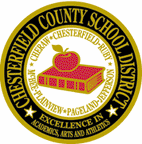 CHESTERFIELD COUNTY SCHOOL DISTRICT
CHERAW • CHESTERFIELD-RUBY
McBEE • PLAINVIEW • PAGELAND • JEFFERSON
EXCELLENCE IN
ACADEMICS, ARTS AND ATHLETICS